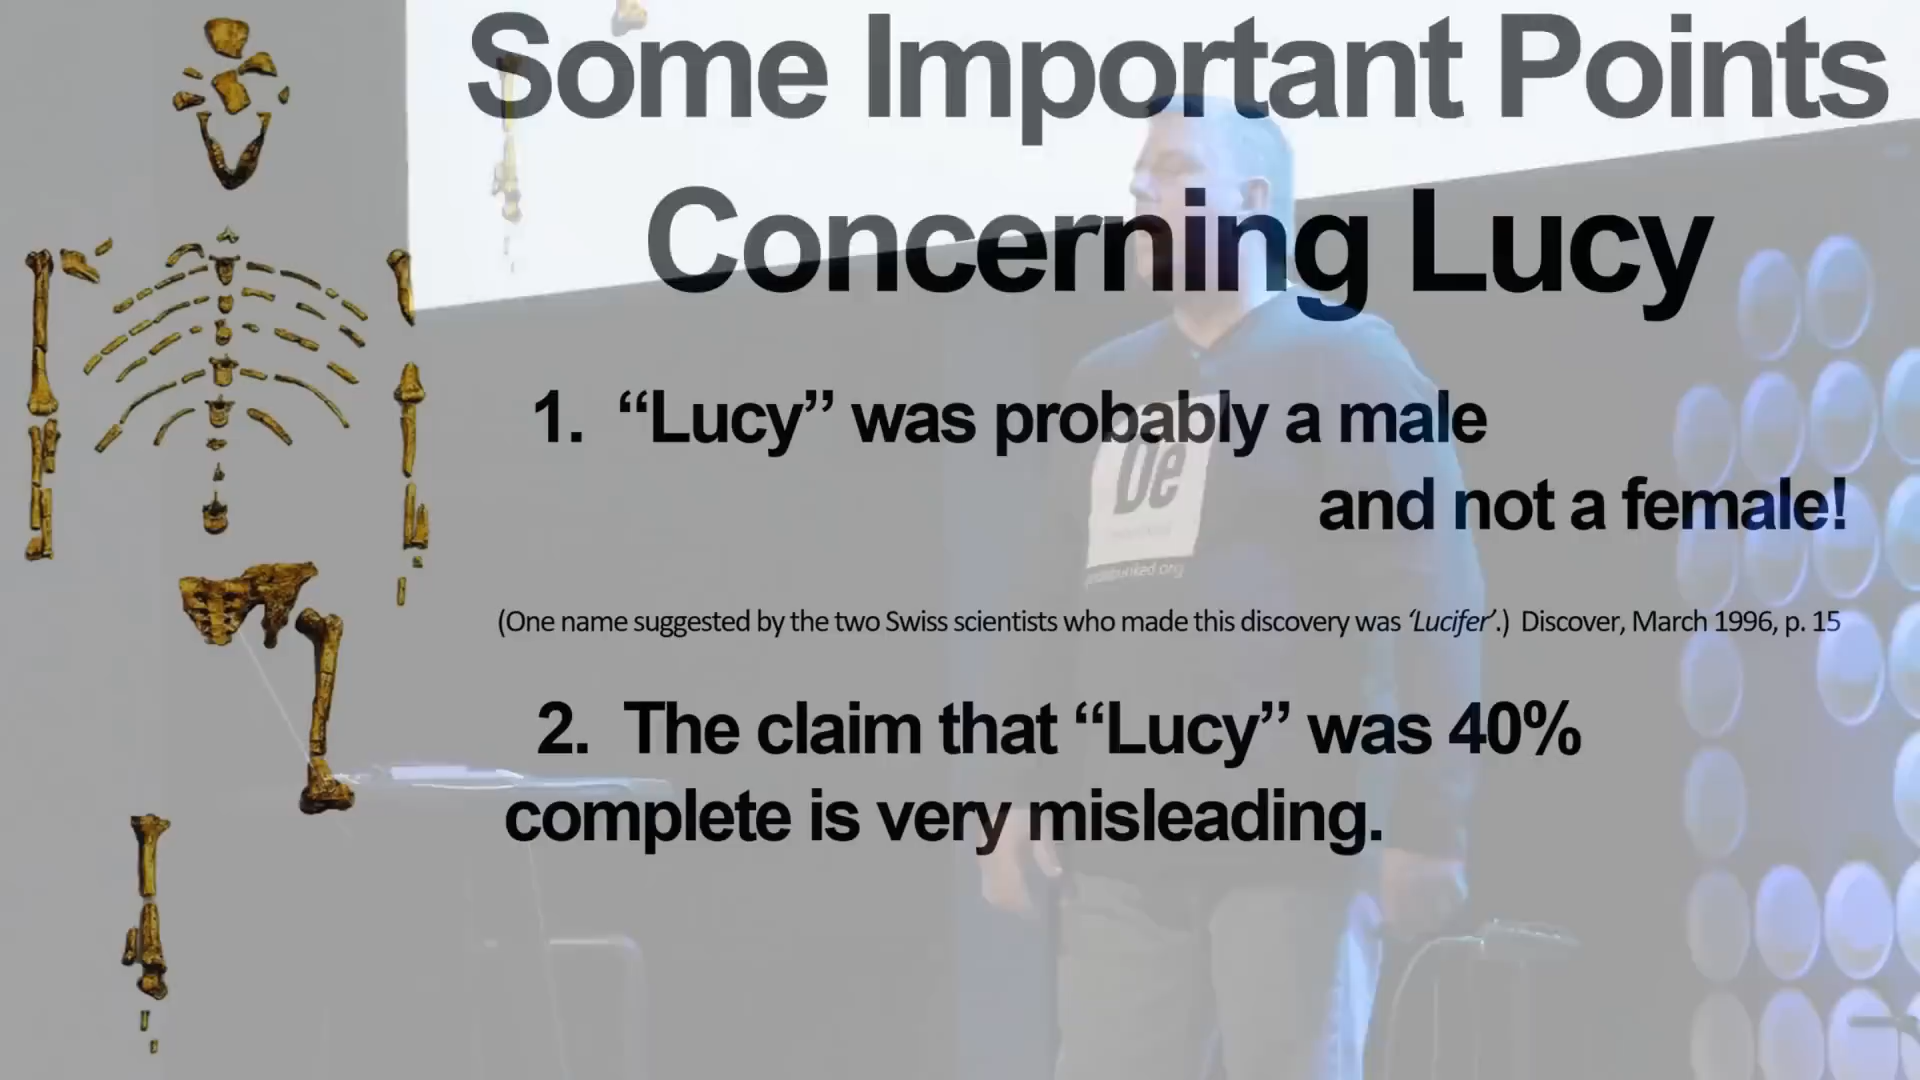 Some Important Points
Concerning Lucy
1. “Lucy” was probably a male
and not a female!
De
(One name suggested by the two Swiss scientists who made this discovery was ‘Lucifer’.) Discover, March 1996, p. 15
2. The claim that “Lucy” was 40%
complete is very misleading.